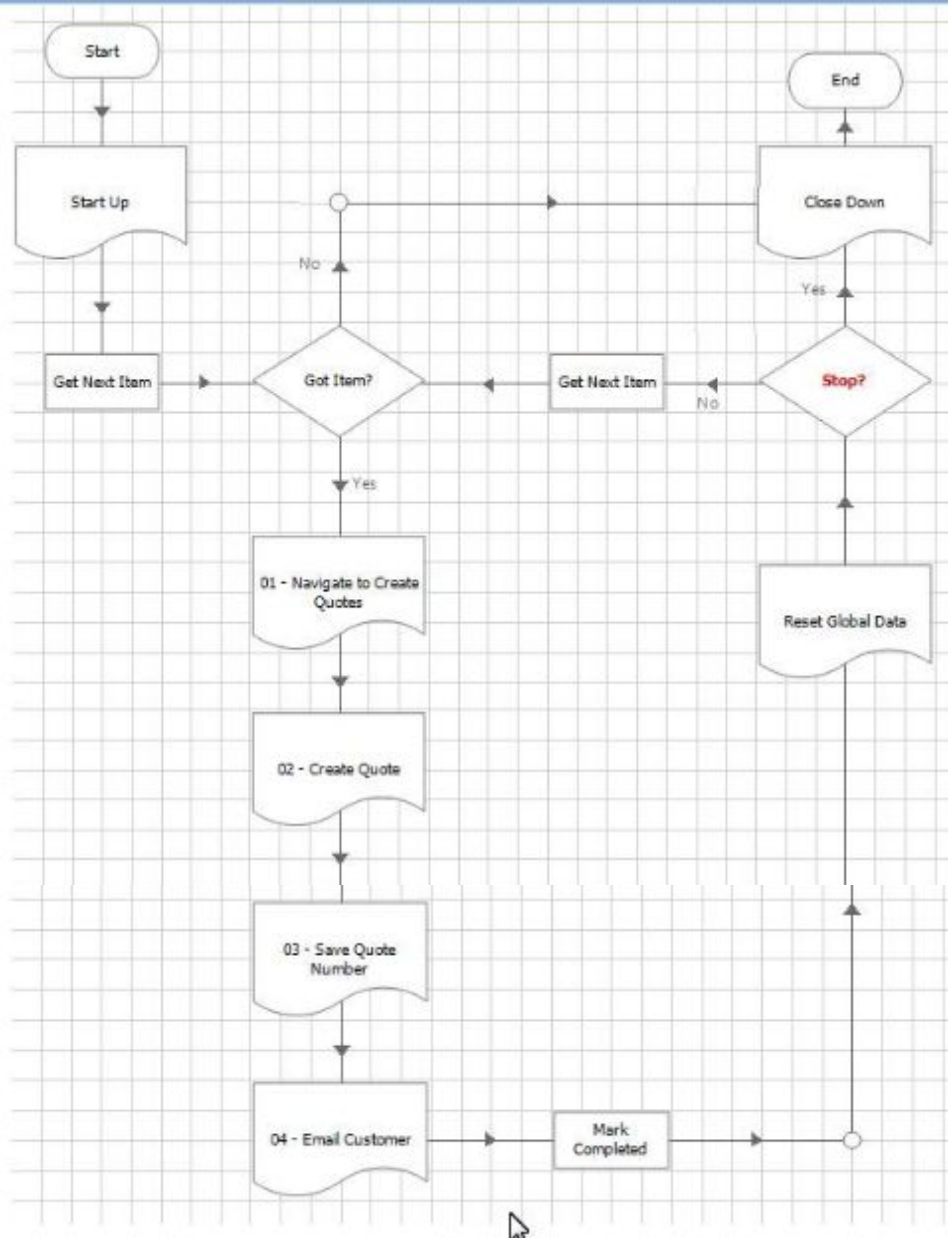 Start
End
Start Up
Close Down
No
Yes
Get Next Item
Got Item?
Get Next Item
No
Stop?
Yes
01 - Navigate to Create
Quotes
Reset Global Data
02 - Create Quote
03 - Save Quote
Number
04 - Email Customer
Mark
Completed